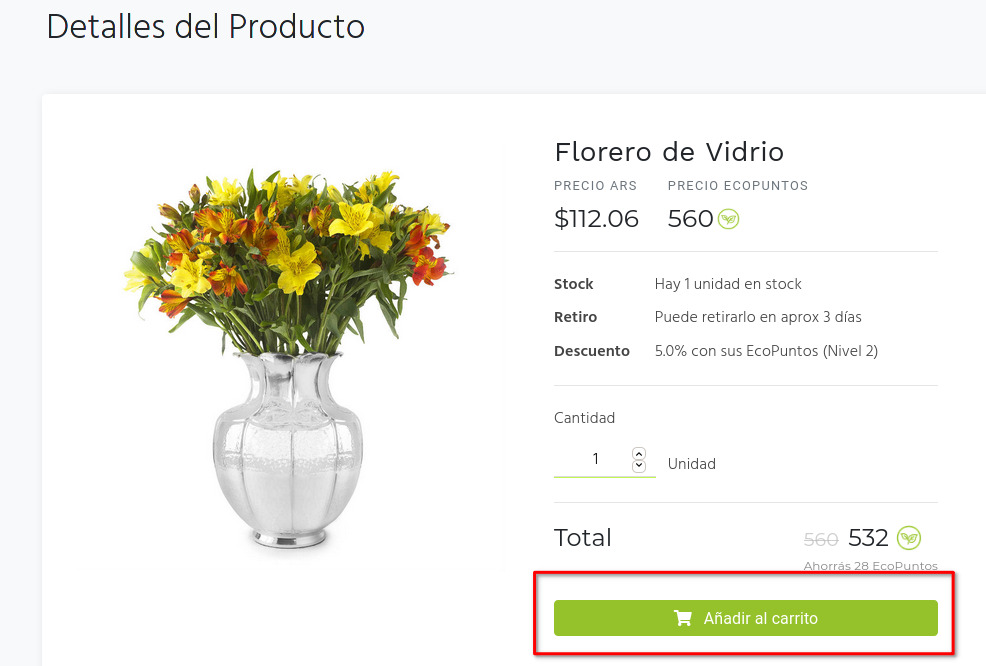 Detalles del Producto
Florero de Vidrio
PRECIO ARS PRECIO ECOPUNTOS
$112.06 560
Stock Hay 1 unidad en stock
Retiro Puede retirarlo en aprox 3 días
Descuento 5.0% con sus EcoPuntos (Nivel 2)
Cantidad
1 Unidad
Total 560 532
Ahorrás 28 EcoPuntos
Añadir al carrito